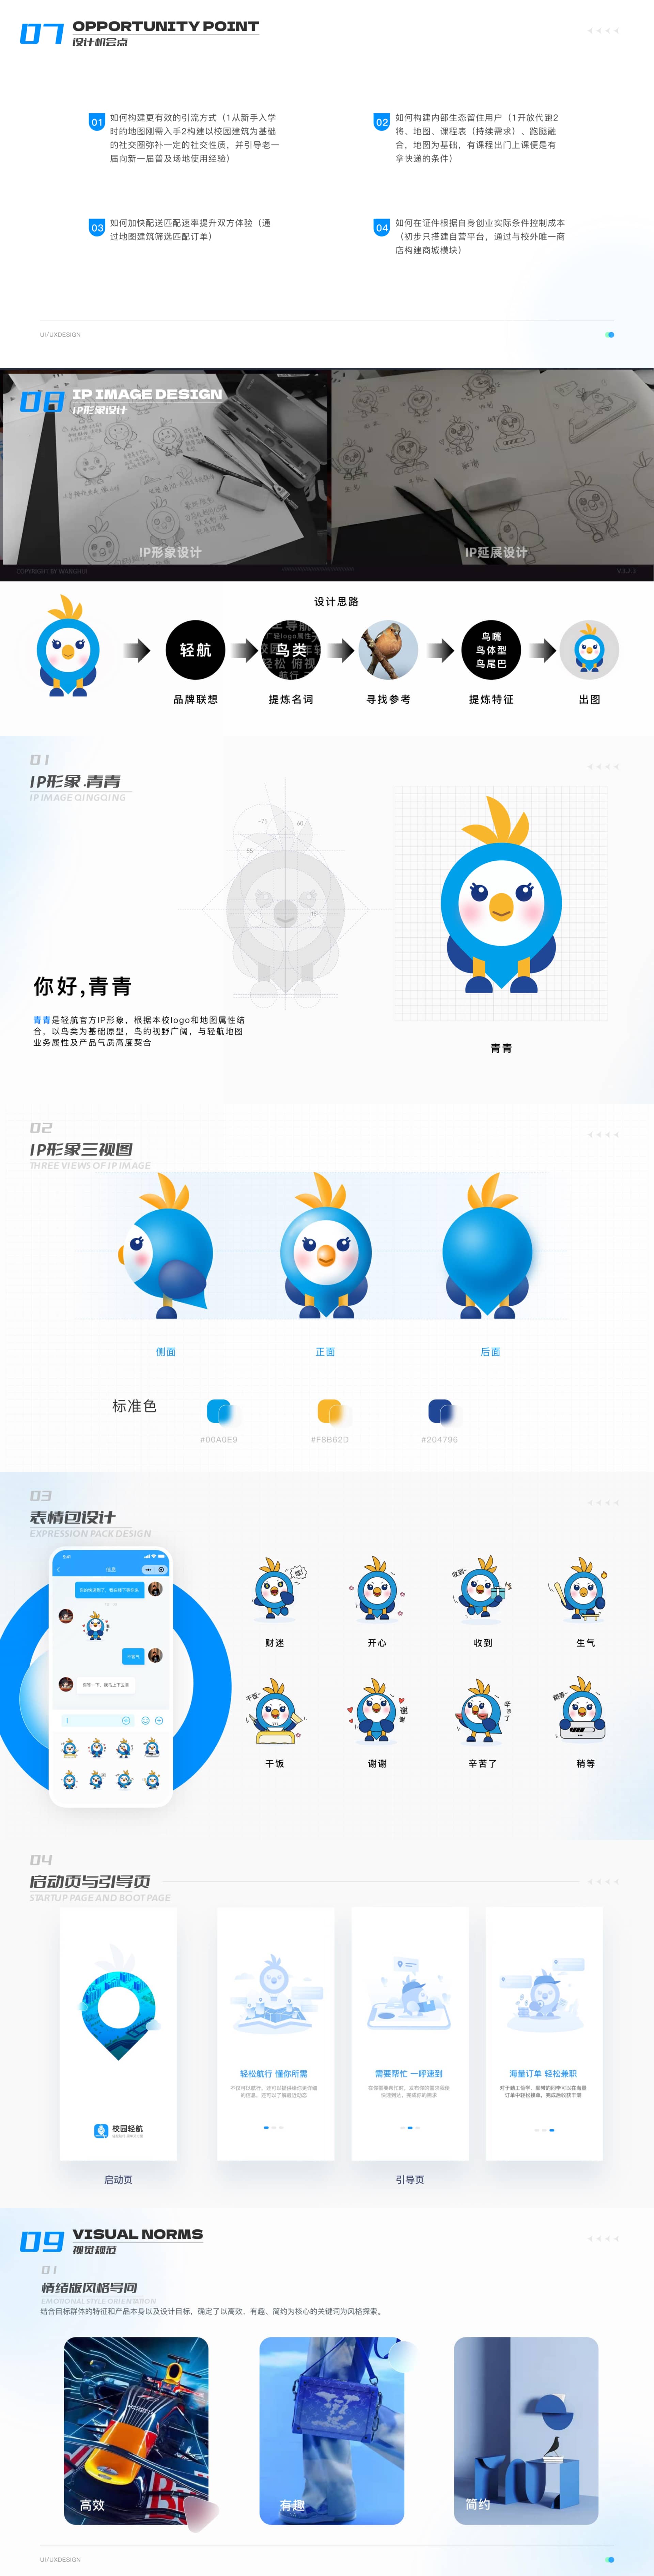 07 OPPORTUNITY POINT
设计机会点
01 如何构建更有效的引流方式（1从新手入学
时的地图刚需入手2构建以校园建筑为基础
的社交圈弥补一定的社交性质，并引导老一
届向新一届普及场地使用经验）
02 如何构建内部生态留住用户（1开放代跑2
将、地图、课程表（持续需求）、跑腿融
合，地图为基础，有课程出门上课便是有
拿快递的条件）
03 如何加快配送匹配速率提升双方体验（通
过地图建筑筛选匹配订单）
04 如何在证件根据自身创业实际条件控制成本
（初步只搭建自营平台，通过与校外唯一商
店构建商城模块）
UI/UXDESIGN
08 IP IMAGE DESIGN
IP形象设计
IP形象设计
IP延展设计
设计思路
轻航
鸟类
鸟嘴
鸟体型
鸟尾巴
品牌联想
提炼名词
寻找参考
提炼特征
出图
01
IP形象.青青
IP IMAGE QINGQING
-75
60
55
你好,青青
青青是轻航官方IP形象，根据本校logo和地图属性结
合，以鸟类为基础原型，鸟的视野广阔，与轻航地图
业务属性及产品气质高度契合
青青
02
IP形象三视图
THREE VIEWS OF IP IMAGE
侧面
正面
后面
标准色
#00A0E9
#F8B62D
#204796
03
表情包设计
EXPRESSION PACK DESIGN
财迷
开心
收到
生气
干饭
谢谢
辛苦了
稍等
04
启动页与引导页
STARTUP PAGE AND BOOT PAGE
轻松航行 懂你所需
需要帮忙 一呼速到
海量订单 轻松兼职
校园轻航
启动页
引导页
09 VISUAL NORMS
视觉规范
01
情绪版风格导向
EMOTIONAL STYLE ORIENTATION
结合目标群体的特征和产品本身以及设计目标，确定了以高效、有趣、简约为核心的关键词为风格探索。
高效
有趣
简约
UI/UXDESIGN